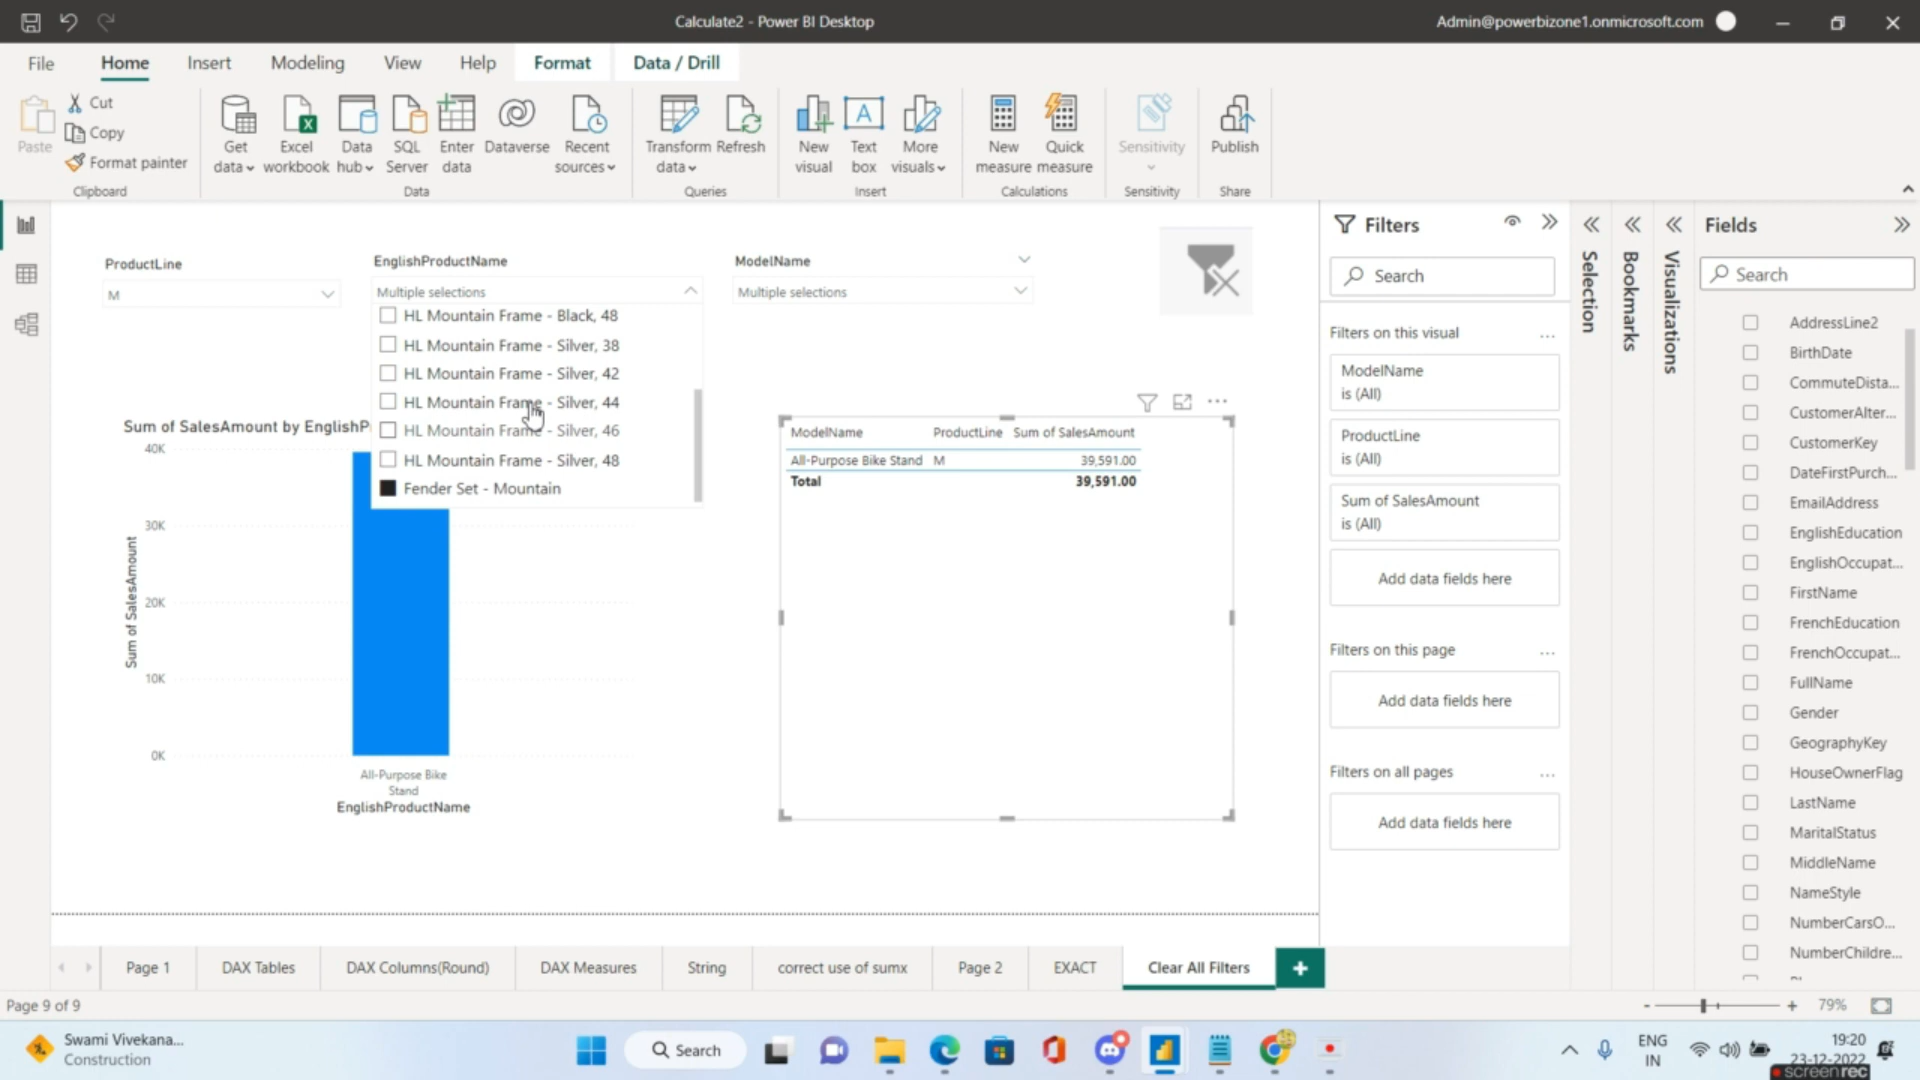 Calculate2 - Power BI Desktop
Admin@powerbizone1.onmicrosoft.com
File
Home
Insert
Modeling
View
Help
Format
Data / Drill
Paste
Cut
Copy
Format painter
Clipboard
Get data
Excel workbook
Data hub
SQL Server
Enter data
Dataverse
Recent sources
Data
Transform data
Refresh
Queries
New visual
Text box
More visuals
Insert
New measure
Quick measure
Calculations
Sensitivity
Sensitivity
Publish
Share
ProductLine
M
EnglishProductName
Multiple selections
HL Mountain Frame - Black, 48
HL Mountain Frame - Silver, 38
HL Mountain Frame - Silver, 42
HL Mountain Frame - Silver, 44
HL Mountain Frame - Silver, 46
HL Mountain Frame - Silver, 48
Fender Set - Mountain
ModelName
Multiple selections
Sum of SalesAmount by EnglishP
Sum of SalesAmount
40K
30K
20K
10K
0K
All-Purpose Bike
Stand
EnglishProductName
ModelName ProductLine Sum of SalesAmount
All-Purpose Bike Stand M 39,591.00
Total 39,591.00
Filters
Search
Filters on this visual
ModelName
is (All)
ProductLine
is (All)
Sum of SalesAmount
is (All)
Add data fields here
Filters on this page
Add data fields here
Filters on all pages
Add data fields here
Selection
Bookmarks
Visualizations
Fields
Search
AddressLine2
BirthDate
CommuteDista...
CustomerAlter...
CustomerKey
DateFirstPurch...
EmailAddress
EnglishEducation
EnglishOccupat...
FirstName
FrenchEducation
FrenchOccupat...
FullName
Gender
GeographyKey
HouseOwnerFlag
LastName
MaritalStatus
MiddleName
NameStyle
NumberCarsO...
NumberChildre...
Page 1
DAX Tables
DAX Columns(Round)
DAX Measures
String
correct use of sumx
Page 2
EXACT
Clear All Filters
Page 9 of 9
79%
Swami Vivekana...
Construction
Search
ENG
IN
19:20
23-12-2022
screenrec